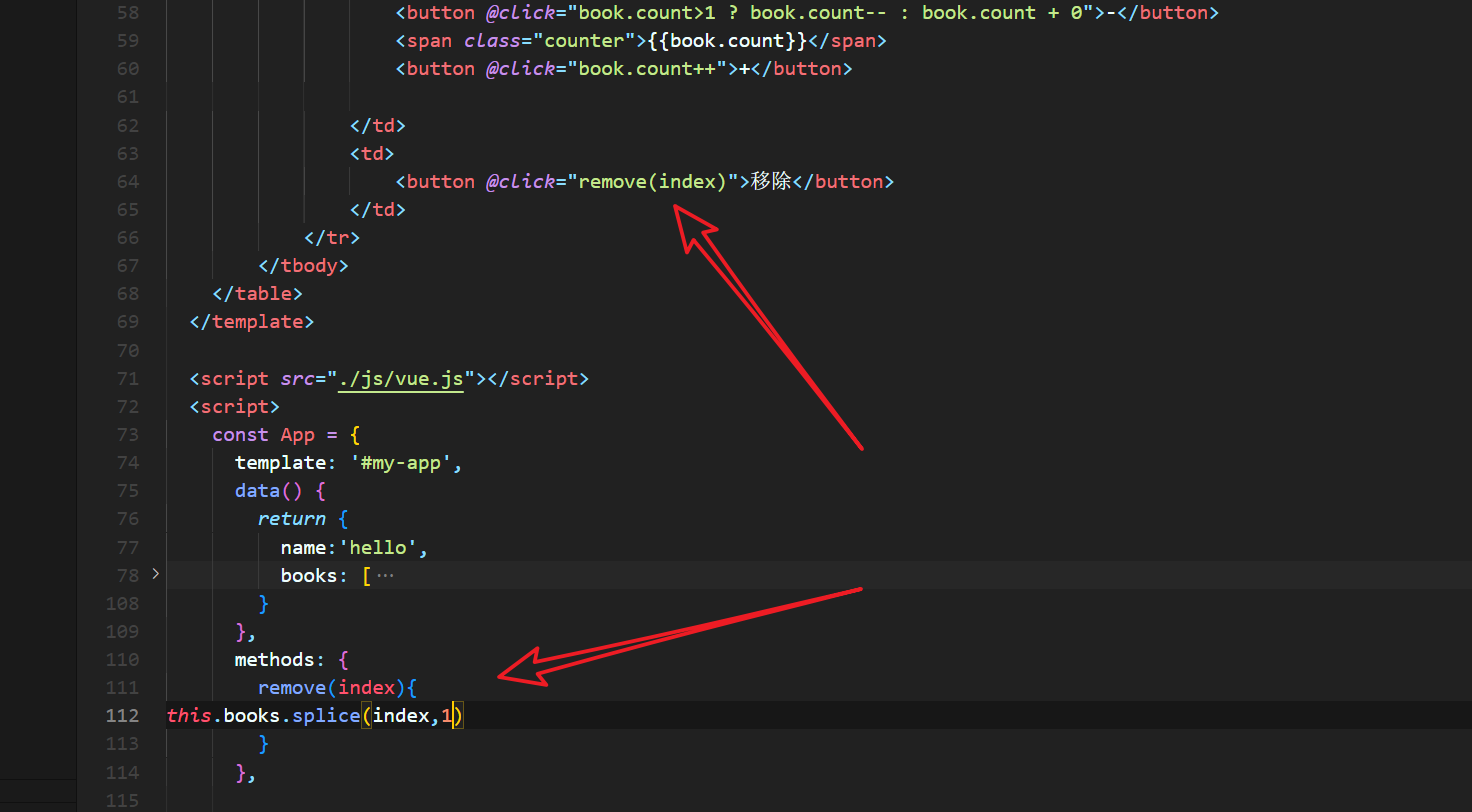 58 <button @click="book.count>1 ? book.count-- : book.count + 0">-</button>
59 <span class="counter">{{book.count}}</span>
60 <button @click="book.count++">+</button>
61
62 </td>
63 <td>
64 <button @click="remove(index)">移除</button>
65 </td>
66 </tr>
67 </tbody>
68 </table>
69 </template>
70
71 <script src="./js/vue.js"></script>
72 <script>
73 const App = {
74 template: '#my-app',
75 data() {
76 return {
77 name:'hello',
78 books: [···
108 }
109 },
110 methods: {
111 remove(index){
112 this.books.splice(index,1)
113 }
114 },
115